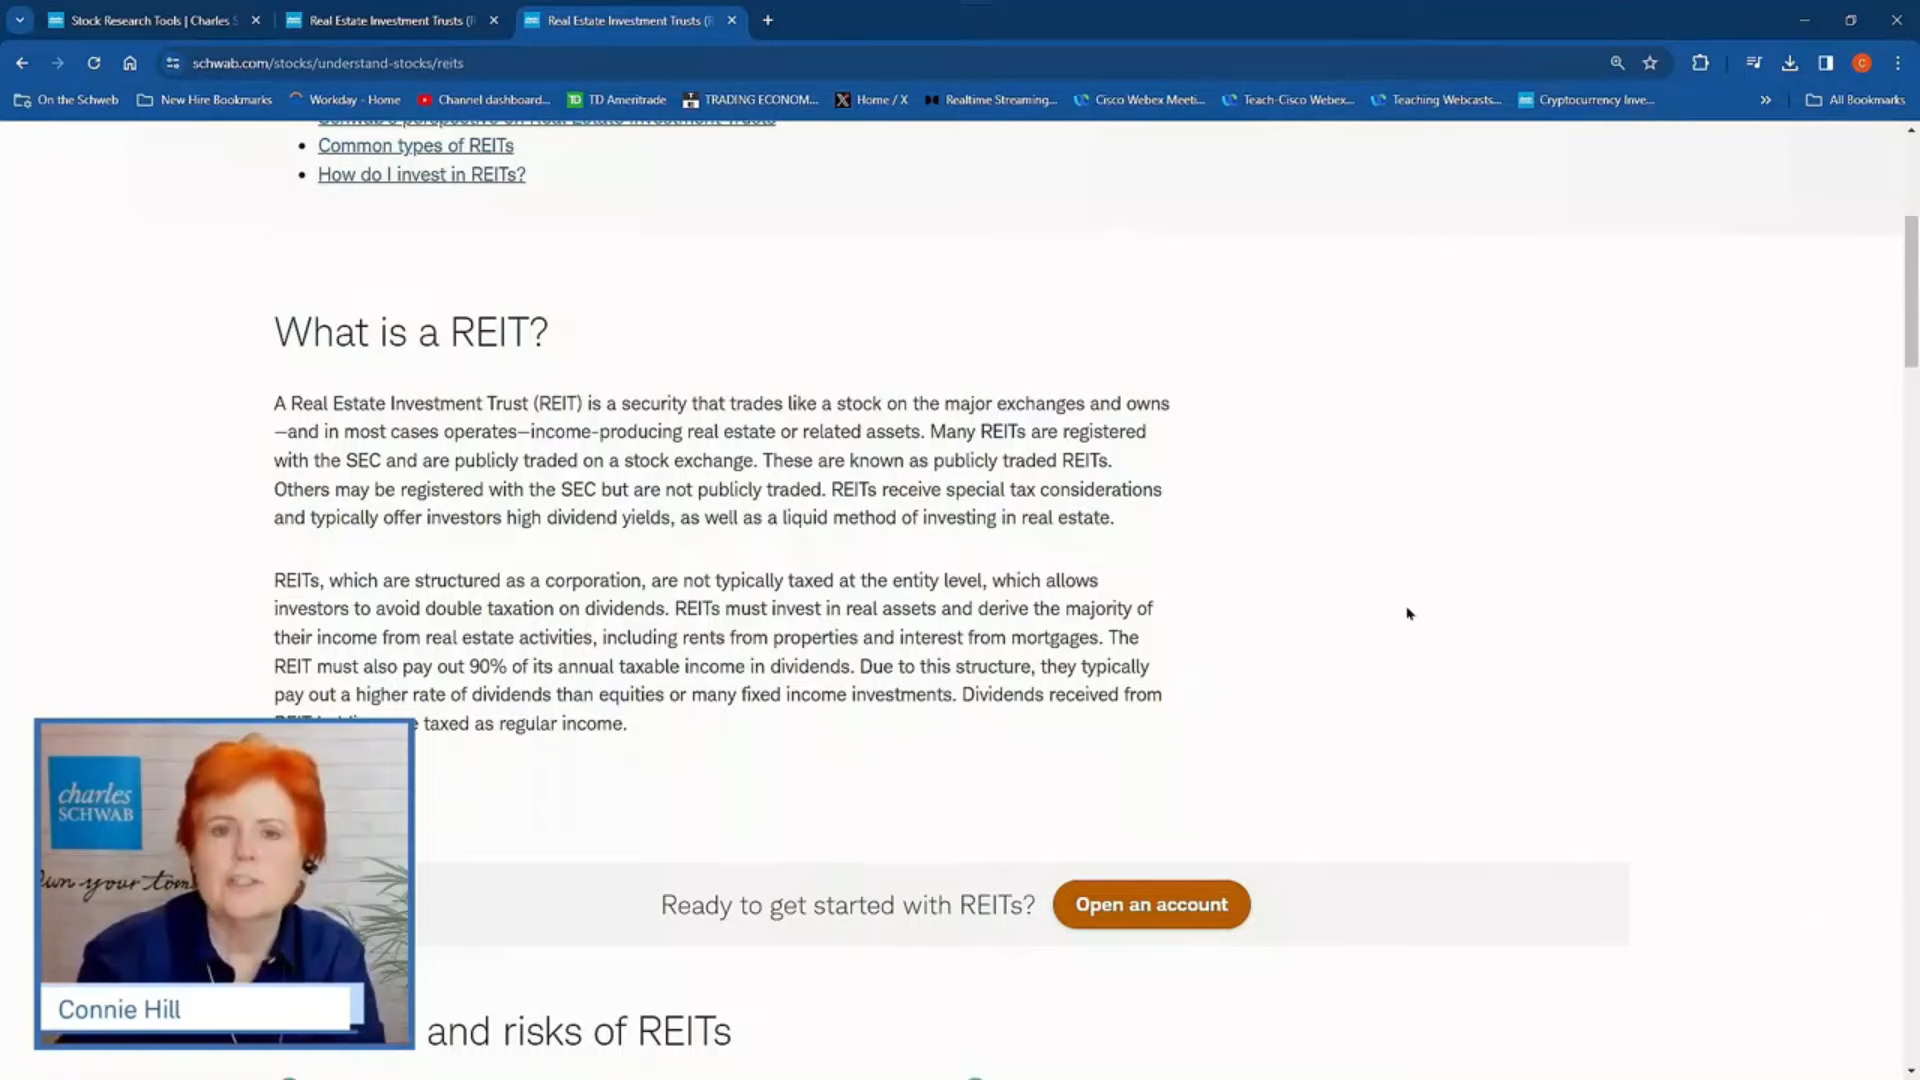 Stock Research Tools | Charles S
Real Estate Investment Trusts (R
Real Estate Investment Trusts (R
schwab.com/stocks/understand-stocks/reits
C
On the Schweb
New Hire Bookmarks
Workday - Home
Channel dashboard...
TD Ameritrade
TRADING ECONOM...
Home / X
Realtime Streaming...
Cisco Webex Meeti...
Teach-Cisco Webex...
Teaching Webcasts...
Cryptocurrency Inve...
All Bookmarks
Schwab's perspective on Real Estate Investment Trusts
• Common types of REITs
• How do I invest in REITs?
What is a REIT?
A Real Estate Investment Trust (REIT) is a security that trades like a stock on the major exchanges and owns
—and in most cases operates—income-producing real estate or related assets. Many REITs are registered
with the SEC and are publicly traded on a stock exchange. These are known as publicly traded REITs.
Others may be registered with the SEC but are not publicly traded. REITs receive special tax considerations
and typically offer investors high dividend yields, as well as a liquid method of investing in real estate.
REITs, which are structured as a corporation, are not typically taxed at the entity level, which allows
investors to avoid double taxation on dividends. REITs must invest in real assets and derive the majority of
their income from real estate activities, including rents from properties and interest from mortgages. The
REIT must also pay out 90% of its annual taxable income in dividends. Due to this structure, they typically
pay out a higher rate of dividends than equities or many fixed income investments. Dividends received from
taxed as regular income.
charles
SCHWAB
your tom
Ready to get started with REITs?
Open an account
Connie Hill
and risks of REITs